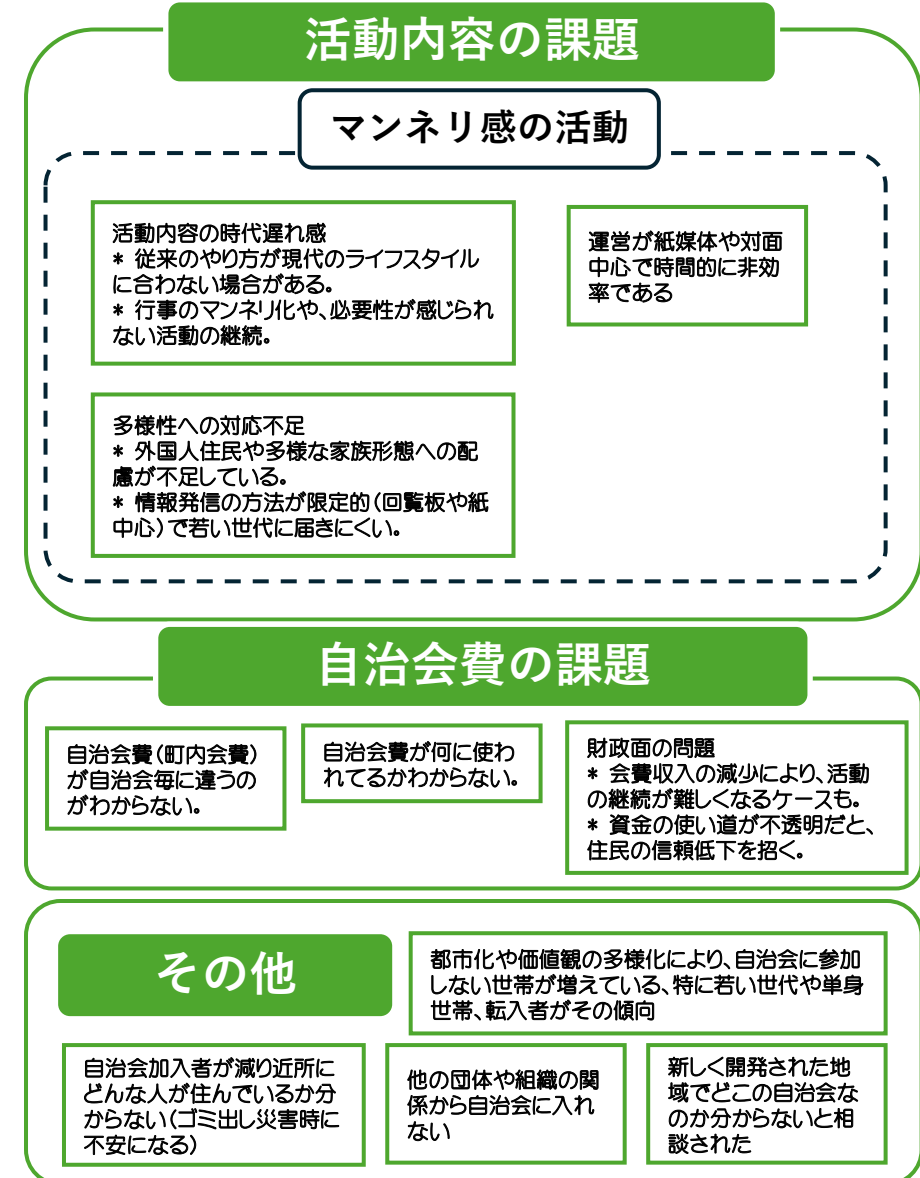 活動内容の課題
マンネリ感の活動
活動内容の時代遅れ感
* 従来のやり方が現代のライフスタイル
に合わない場合がある。
* 行事のマンネリ化や、必要性が感じられ
ない活動の継続。
運営が紙媒体や対面
中心で時間的に非効
率である
多様性への対応不足
* 外国人住民や多様な家族形態への配
慮が不足している。
* 情報発信の方法が限定的(回覧板や紙
中心)で若い世代に届きにくい。
自治会費の課題
自治会費(町内会費)
が自治会毎に違うの
がわからない。
自治会費が何に使わ
れてるかわからない。
財政面の問題
* 会費収入の減少により、活動
の継続が難しくなるケースも。
* 資金の使い道が不透明だと、
住民の信頼低下を招く。
その他
都市化や価値観の多様化により、自治会に参加
しない世帯が増えている、特に若い世代や単身
世帯、転入者がその傾向
自治会加入者が減り近所に
どんな人が住んでいるか分
からない(ゴミ出し災害時に
不安になる)
他の団体や組織の関
係から自治会に入れ
ない
新しく開発された地
域でどこの自治会な
のか分からないと相
談された